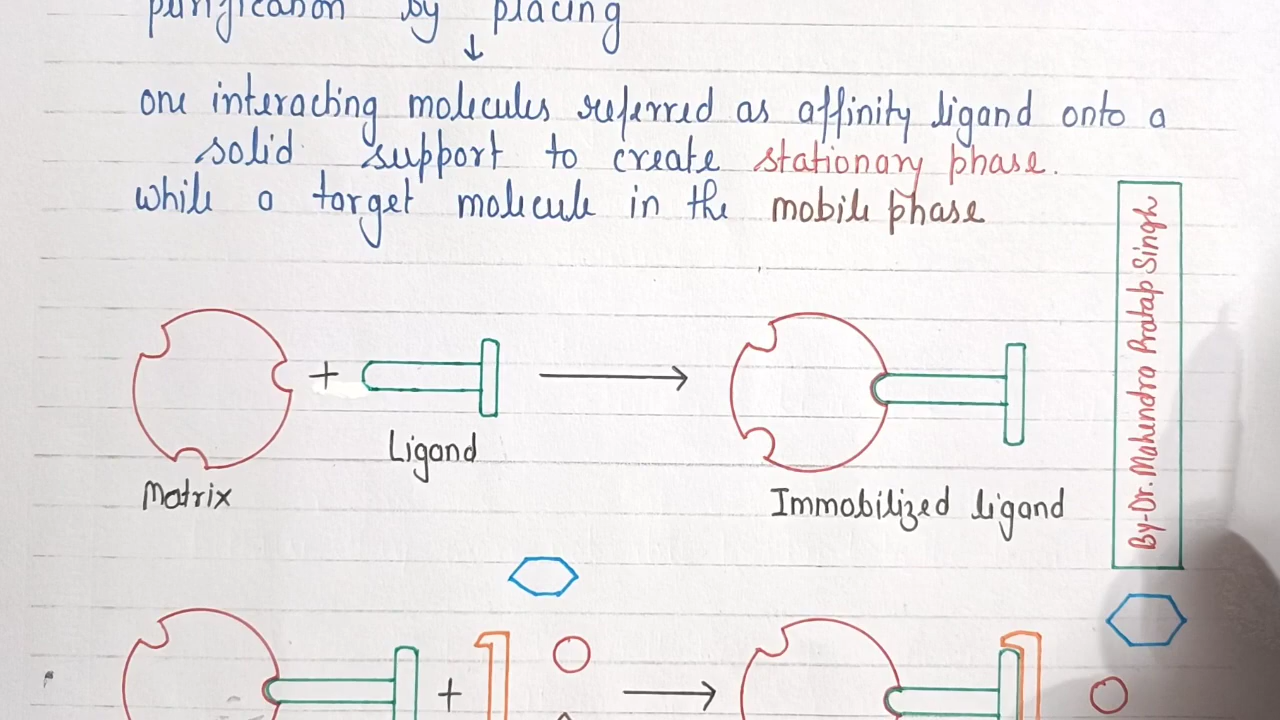 purification by placing
↓
one interacting molecules referred as affinity ligand onto a
solid support to create stationary phase.
while a target molecule in the mobile phase
+
Ligand
Matrix
Immobilized ligand
By-Dr. Mahendra Pratap Singh
+